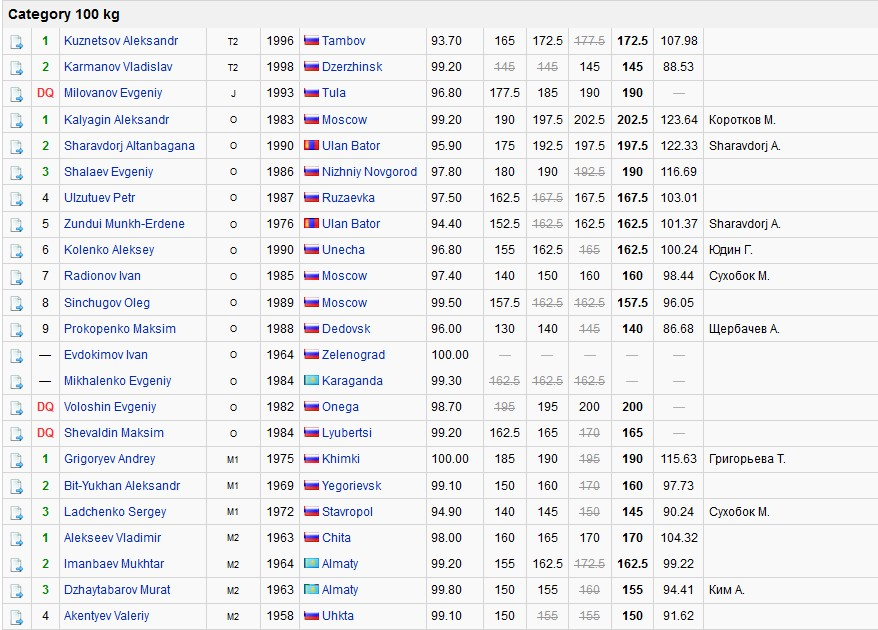 Category 100 kg
1 Kuznetsov Aleksandr T2 1996 Tambov 93.70 165 172.5 177.5 172.5 107.98
2 Karmanov Vladislav T2 1998 Dzerzhinsk 99.20 145 145 145 145 88.53
DQ Milovanov Evgeniy J 1993 Tula 96.80 177.5 185 190 190 —
1 Kalyagin Aleksandr O 1983 Moscow 99.20 190 197.5 202.5 202.5 123.64 Коротков М.
2 Sharavdorj Altanbagana O 1990 Ulan Bator 95.90 175 192.5 197.5 197.5 122.33 Sharavdorj A.
3 Shalaev Evgeniy O 1986 Nizhniy Novgorod 97.80 180 190 192.5 190 116.69
4 Ulzutuev Petr O 1987 Ruzaevka 97.50 162.5 167.5 167.5 167.5 103.01
5 Zundui Munkh-Erdene O 1976 Ulan Bator 94.40 152.5 162.5 162.5 162.5 101.37 Sharavdorj A.
6 Kolenko Aleksey O 1990 Unecha 96.80 155 162.5 165 162.5 100.24 Юдин Г.
7 Radionov Ivan O 1985 Moscow 97.40 140 150 160 160 98.44 Сухобок М.
8 Sinchugov Oleg O 1989 Moscow 99.50 157.5 162.5 162.5 157.5 96.05
9 Prokopenko Maksim O 1988 Dedovsk 96.00 130 140 145 140 86.68 Щербачев А.
— Evdokimov Ivan O 1964 Zelenograd 100.00 — — — — —
— Mikhalenko Evgeniy O 1984 Karaganda 99.30 162.5 162.5 162.5 — —
DQ Voloshin Evgeniy O 1982 Onega 98.70 195 195 200 200 —
DQ Shevaldin Maksim O 1984 Lyubertsi 99.20 162.5 165 170 165 —
1 Grigoryev Andrey M1 1975 Khimki 100.00 185 190 195 190 115.63 Григорьева Т.
2 Bit-Yukhan Aleksandr M1 1969 Yegorievsk 99.10 150 160 170 160 97.73
3 Ladchenko Sergey M1 1972 Stavropol 94.90 140 145 150 145 90.24 Сухобок М.
1 Alekseev Vladimir M2 1963 Chita 98.00 160 165 170 170 104.32
2 Imanbaev Mukhtar M2 1964 Almaty 99.20 155 162.5 172.5 162.5 99.22
3 Dzhaytabarov Murat M2 1963 Almaty 99.80 150 155 160 155 94.41 Ким А.
4 Akentyev Valeriy M2 1958 Uhkta 99.10 150 155 155 150 91.62